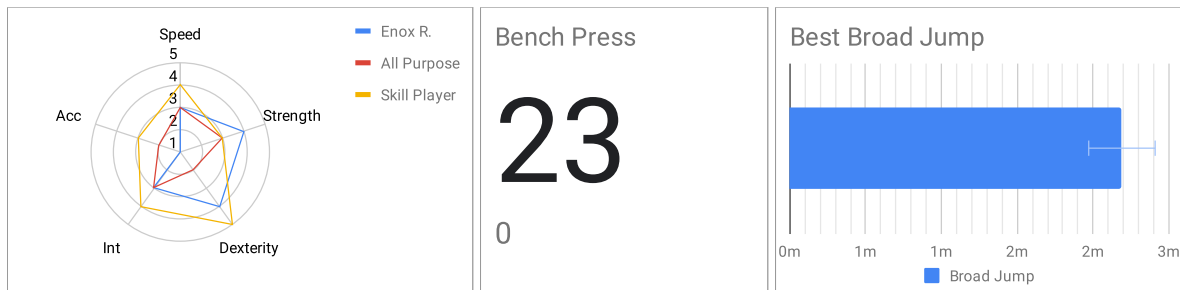 Speed
5
4
3
2
1
Acc
Strength
Int
Dexterity
Enox R.
All Purpose
Skill Player
Bench Press
23
0
Best Broad Jump
0m 1m 1m 2m 2m 3m
Broad Jump